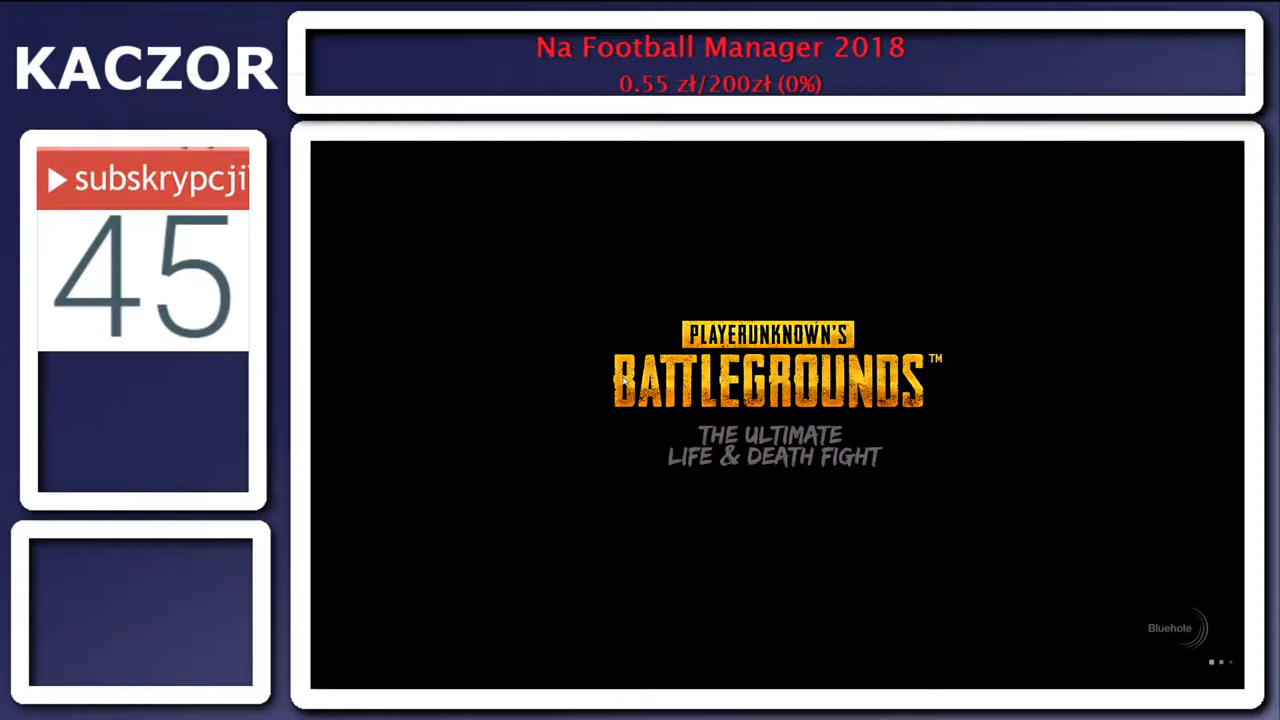 KACZOR
Na Football Manager 2018
0.55 zł/200zł (0%)
subskrypcji
45
PLAYERUNKNOWN'S
BATTLEGROUNDS™
THE ULTIMATE
LIFE & DEATH FIGHT
Bluehole